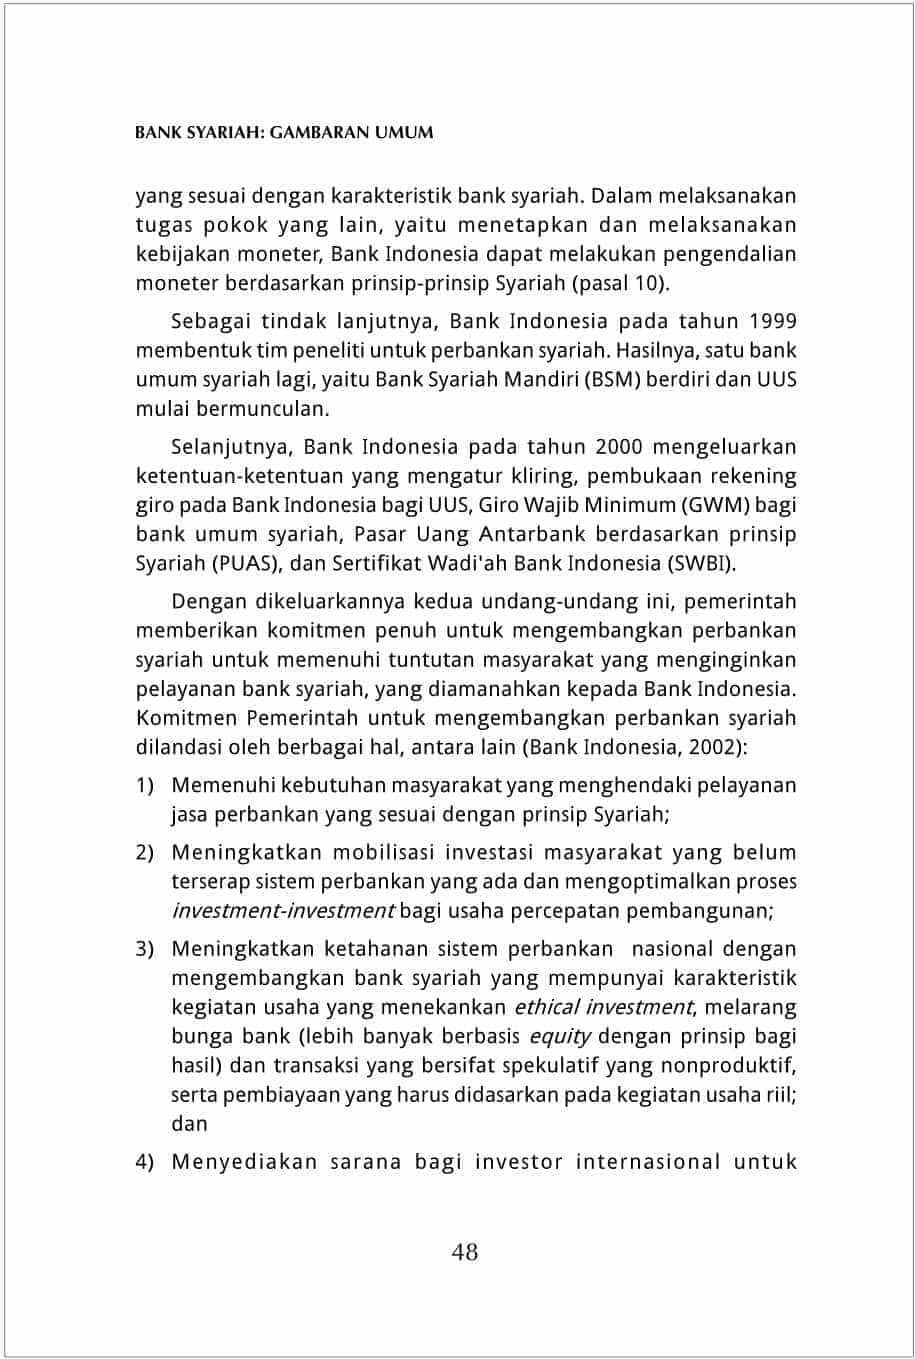 BANK SYARIAH: GAMBARAN UMUM
yang sesuai dengan karakteristik bank syariah. Dalam melaksanakan
tugas pokok yang lain, yaitu menetapkan dan melaksanakan
kebijakan moneter, Bank Indonesia dapat melakukan pengendalian
moneter berdasarkan prinsip-prinsip Syariah (pasal 10).
Sebagai tindak lanjutnya, Bank Indonesia pada tahun 1999
membentuk tim peneliti untuk perbankan syariah. Hasilnya, satu bank
umum syariah lagi, yaitu Bank Syariah Mandiri (BSM) berdiri dan UUS
mulai bermunculan.
Selanjutnya, Bank Indonesia pada tahun 2000 mengeluarkan
ketentuan-ketentuan yang mengatur kliring, pembukaan rekening
giro pada Bank Indonesia bagi UUS, Giro Wajib Minimum (GWM) bagi
bank umum syariah, Pasar Uang Antarbank berdasarkan prinsip
Syariah (PUAS), dan Sertifikat Wadi'ah Bank Indonesia (SWBI).
Dengan dikeluarkannya kedua undang-undang ini, pemerintah
memberikan komitmen penuh untuk mengembangkan perbankan
syariah untuk memenuhi tuntutan masyarakat yang menginginkan
pelayanan bank syariah, yang diamanahkan kepada Bank Indonesia.
Komitmen Pemerintah untuk mengembangkan perbankan syariah
dilandasi oleh berbagai hal, antara lain (Bank Indonesia, 2002):
1) Memenuhi kebutuhan masyarakat yang menghendaki pelayanan
jasa perbankan yang sesuai dengan prinsip Syariah;
2) Meningkatkan mobilisasi investasi masyarakat yang belum
terserap sistem perbankan yang ada dan mengoptimalkan proses
investment-investment bagi usaha percepatan pembangunan;
3) Meningkatkan ketahanan sistem perbankan nasional dengan
mengembangkan bank syariah yang mempunyai karakteristik
kegiatan usaha yang menekankan ethical investment, melarang
bunga bank (lebih banyak berbasis equity dengan prinsip bagi
hasil) dan transaksi yang bersifat spekulatif yang nonproduktif,
serta pembiayaan yang harus didasarkan pada kegiatan usaha riil;
dan
4) Menyediakan sarana bagi investor internasional untuk
48